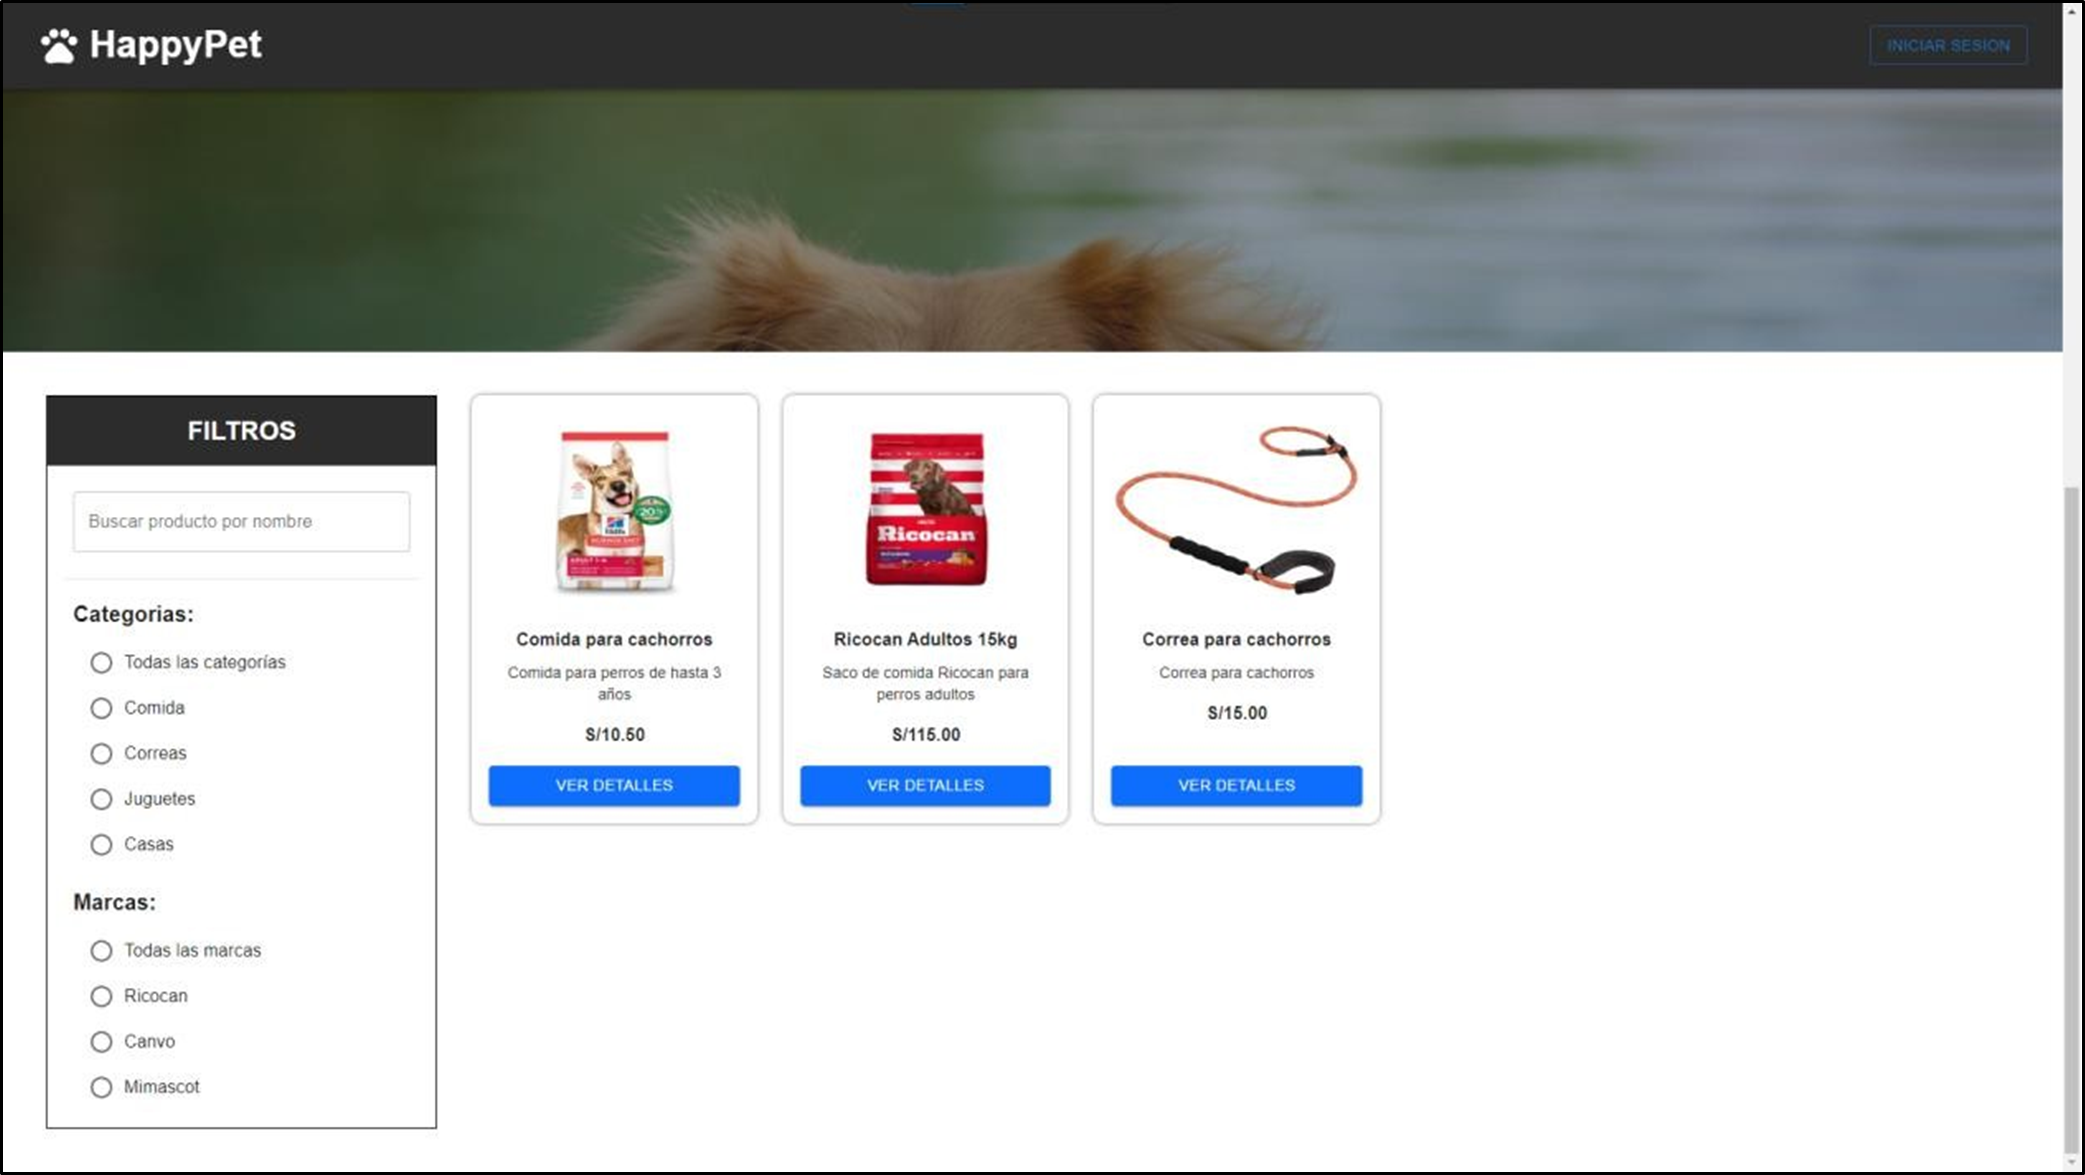 HappyPet
INICIAR SESION
FILTROS
Buscar producto por nombre
Categorias:
Todas las categorías
Comida
Correas
Juguetes
Casas
Marcas:
Todas las marcas
Ricocan
Canvo
Mimascot
20%
Comida para cachorros
Comida para perros de hasta 3
años
S/10.50
VER DETALLES
Ricocan
Ricocan Adultos 15kg
Saco de comida Ricocan para
perros adultos
S/115.00
VER DETALLES
Correa para cachorros
Correa para cachorros
S/15.00
VER DETALLES